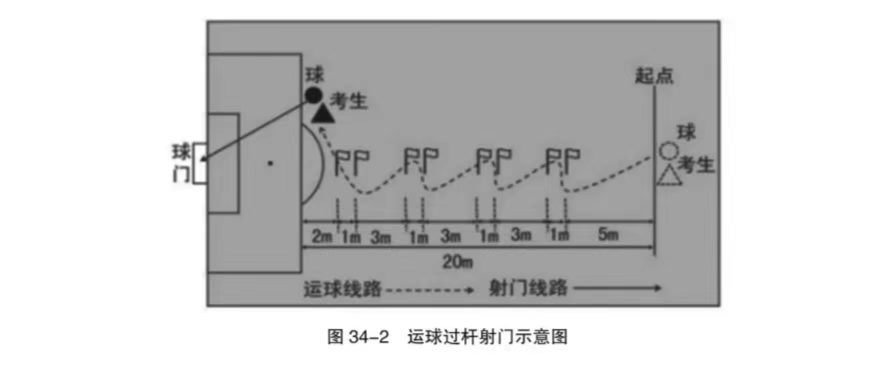 球
考生
起点
球
门
球
考生
2m 1m 3m 1m 3m 1m 3m 1m 5m
20m
运球线路 射门线路
图 34-2 运球过杆射门示意图